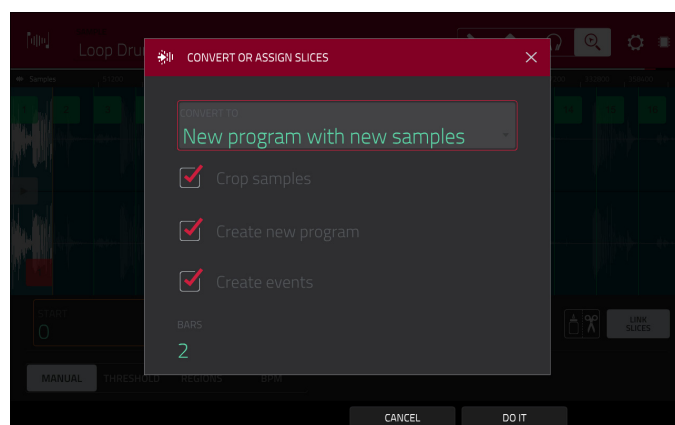 Loop Dru
CONVERT OR ASSIGN SLICES
Samples
CONVERT TO
New program with new samples
Crop samples
Create new program
Create events
START
0
LINK
SLICES
BARS
2
MANUAL THRESHOLD REGIONS BPM
CANCEL DO IT